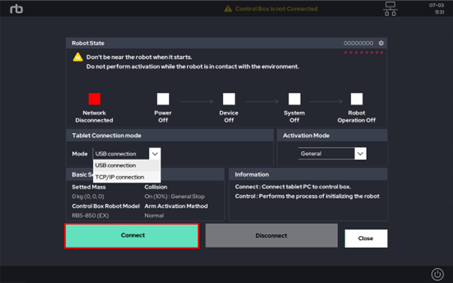 rb
Control Box is not Connected
07-03
11:31
Robot State
00000000
Don't be near the robot when it starts.
Do not perform activation while the robot is in contact with the environment.
Network
Disconnected
Power
Off
Device
Off
System
Off
Robot
Operation Off
Tablet Connection mode
Activation Mode
Mode
USB connection
General
USB connection
TCP/IP connection
Basic Se
Information
Setted Mass
Collision
0 kg (0, 0, 0)
On (10%) : General Stop
Control Box Robot Model
Arm Activation Method
RB5-850 (EX)
Normal
Connect : Connect tablet PC to control box.
Control : Performs the process of initializing the robot
Connect
Disconnect
Close